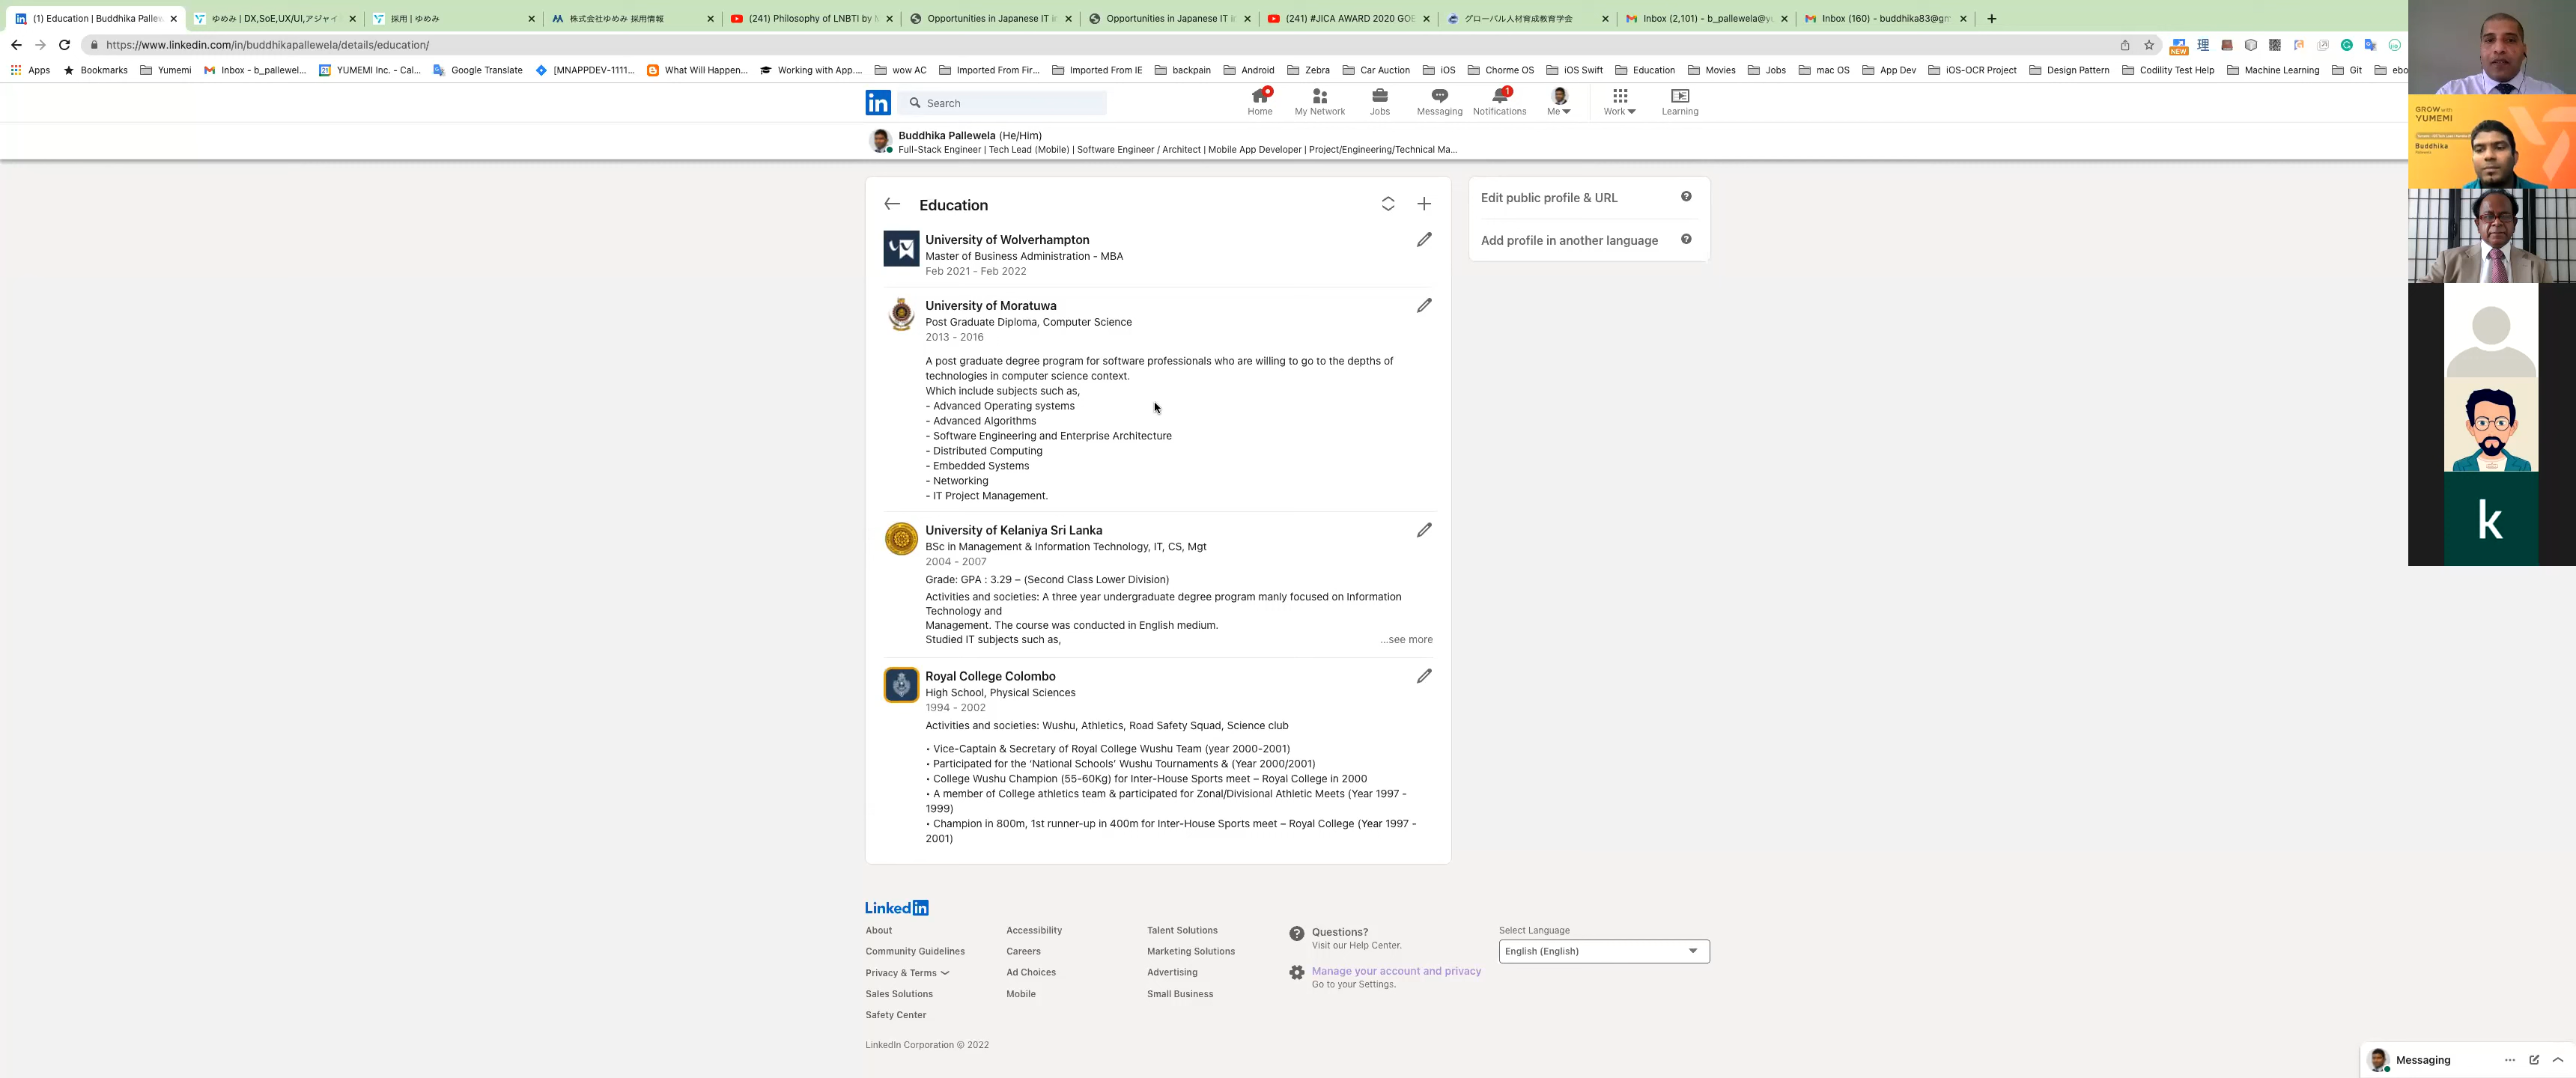 (1) Education | Buddhika Pallew
ゆめみ | DX,SoE,UX/UI,アジャイ
採用 | ゆめみ
株式会社ゆめみ 採用情報
(241) Philosophy of LNBTI by
Opportunities in Japanese IT in
Opportunities in Japanese IT in
(241) #JICA AWARD 2020 GOE
グローバル人材育成教育学会
Inbox (2,101) - b_pallewela@yu
Inbox (160) - buddhika83@gm
https://www.linkedin.com/in/buddhikapallewela/details/education/
NEW
理
Apps
Bookmarks
Yumemi
Inbox - b_pallewel...
YUMEMI Inc. - Cal...
Google Translate
[MNAPPDEV-1111...
What Will Happen...
Working with App....
wow AC
Imported From Fir...
Imported From IE
backpain
Android
Zebra
Car Auction
iOS
Chorme OS
iOS Swift
Education
Movies
Jobs
mac OS
App Dev
iOS-OCR Project
Design Pattern
Codility Test Help
Machine Learning
Git
ebo
in
Search
Home
My Network
Jobs
Messaging
1
Notifications
Me
Work
Learning
Buddhika Pallewela (He/Him)
Full-Stack Engineer | Tech Lead (Mobile) | Software Engineer / Architect | Mobile App Developer | Project/Engineering/Technical Ma...
GROW with
YUMEMI
Buddhika
Education
Edit public profile & URL
Add profile in another language
University of Wolverhampton
Master of Business Administration - MBA
Feb 2021 - Feb 2022
University of Moratuwa
Post Graduate Diploma, Computer Science
2013 - 2016
A post graduate degree program for software professionals who are willing to go to the depths of
technologies in computer science context.
Which include subjects such as,
- Advanced Operating systems
- Advanced Algorithms
- Software Engineering and Enterprise Architecture
- Distributed Computing
- Embedded Systems
- Networking
- IT Project Management.
k
University of Kelaniya Sri Lanka
BSc in Management & Information Technology, IT, CS, Mgt
2004 - 2007
Grade: GPA : 3.29 – (Second Class Lower Division)
Activities and societies: A three year undergraduate degree program manly focused on Information
Technology and
Management. The course was conducted in English medium.
Studied IT subjects such as,
...see more
Royal College Colombo
High School, Physical Sciences
1994 - 2002
Activities and societies: Wushu, Athletics, Road Safety Squad, Science club
• Vice-Captain & Secretary of Royal College Wushu Team (year 2000-2001)
• Participated for the ‘National Schools’ Wushu Tournaments & (Year 2000/2001)
• College Wushu Champion (55-60Kg) for Inter-House Sports meet – Royal College in 2000
• A member of College athletics team & participated for Zonal/Divisional Athletic Meets (Year 1997 -
1999)
• Champion in 800m, 1st runner-up in 400m for Inter-House Sports meet – Royal College (Year 1997 -
2001)
Linkedin
About
Accessibility
Talent Solutions
Questions?
Visit our Help Center.
Select Language
English (English)
Community Guidelines
Careers
Marketing Solutions
Privacy & Terms
Ad Choices
Advertising
Manage your account and privacy
Go to your Settings.
Sales Solutions
Mobile
Small Business
Safety Center
LinkedIn Corporation © 2022
Messaging